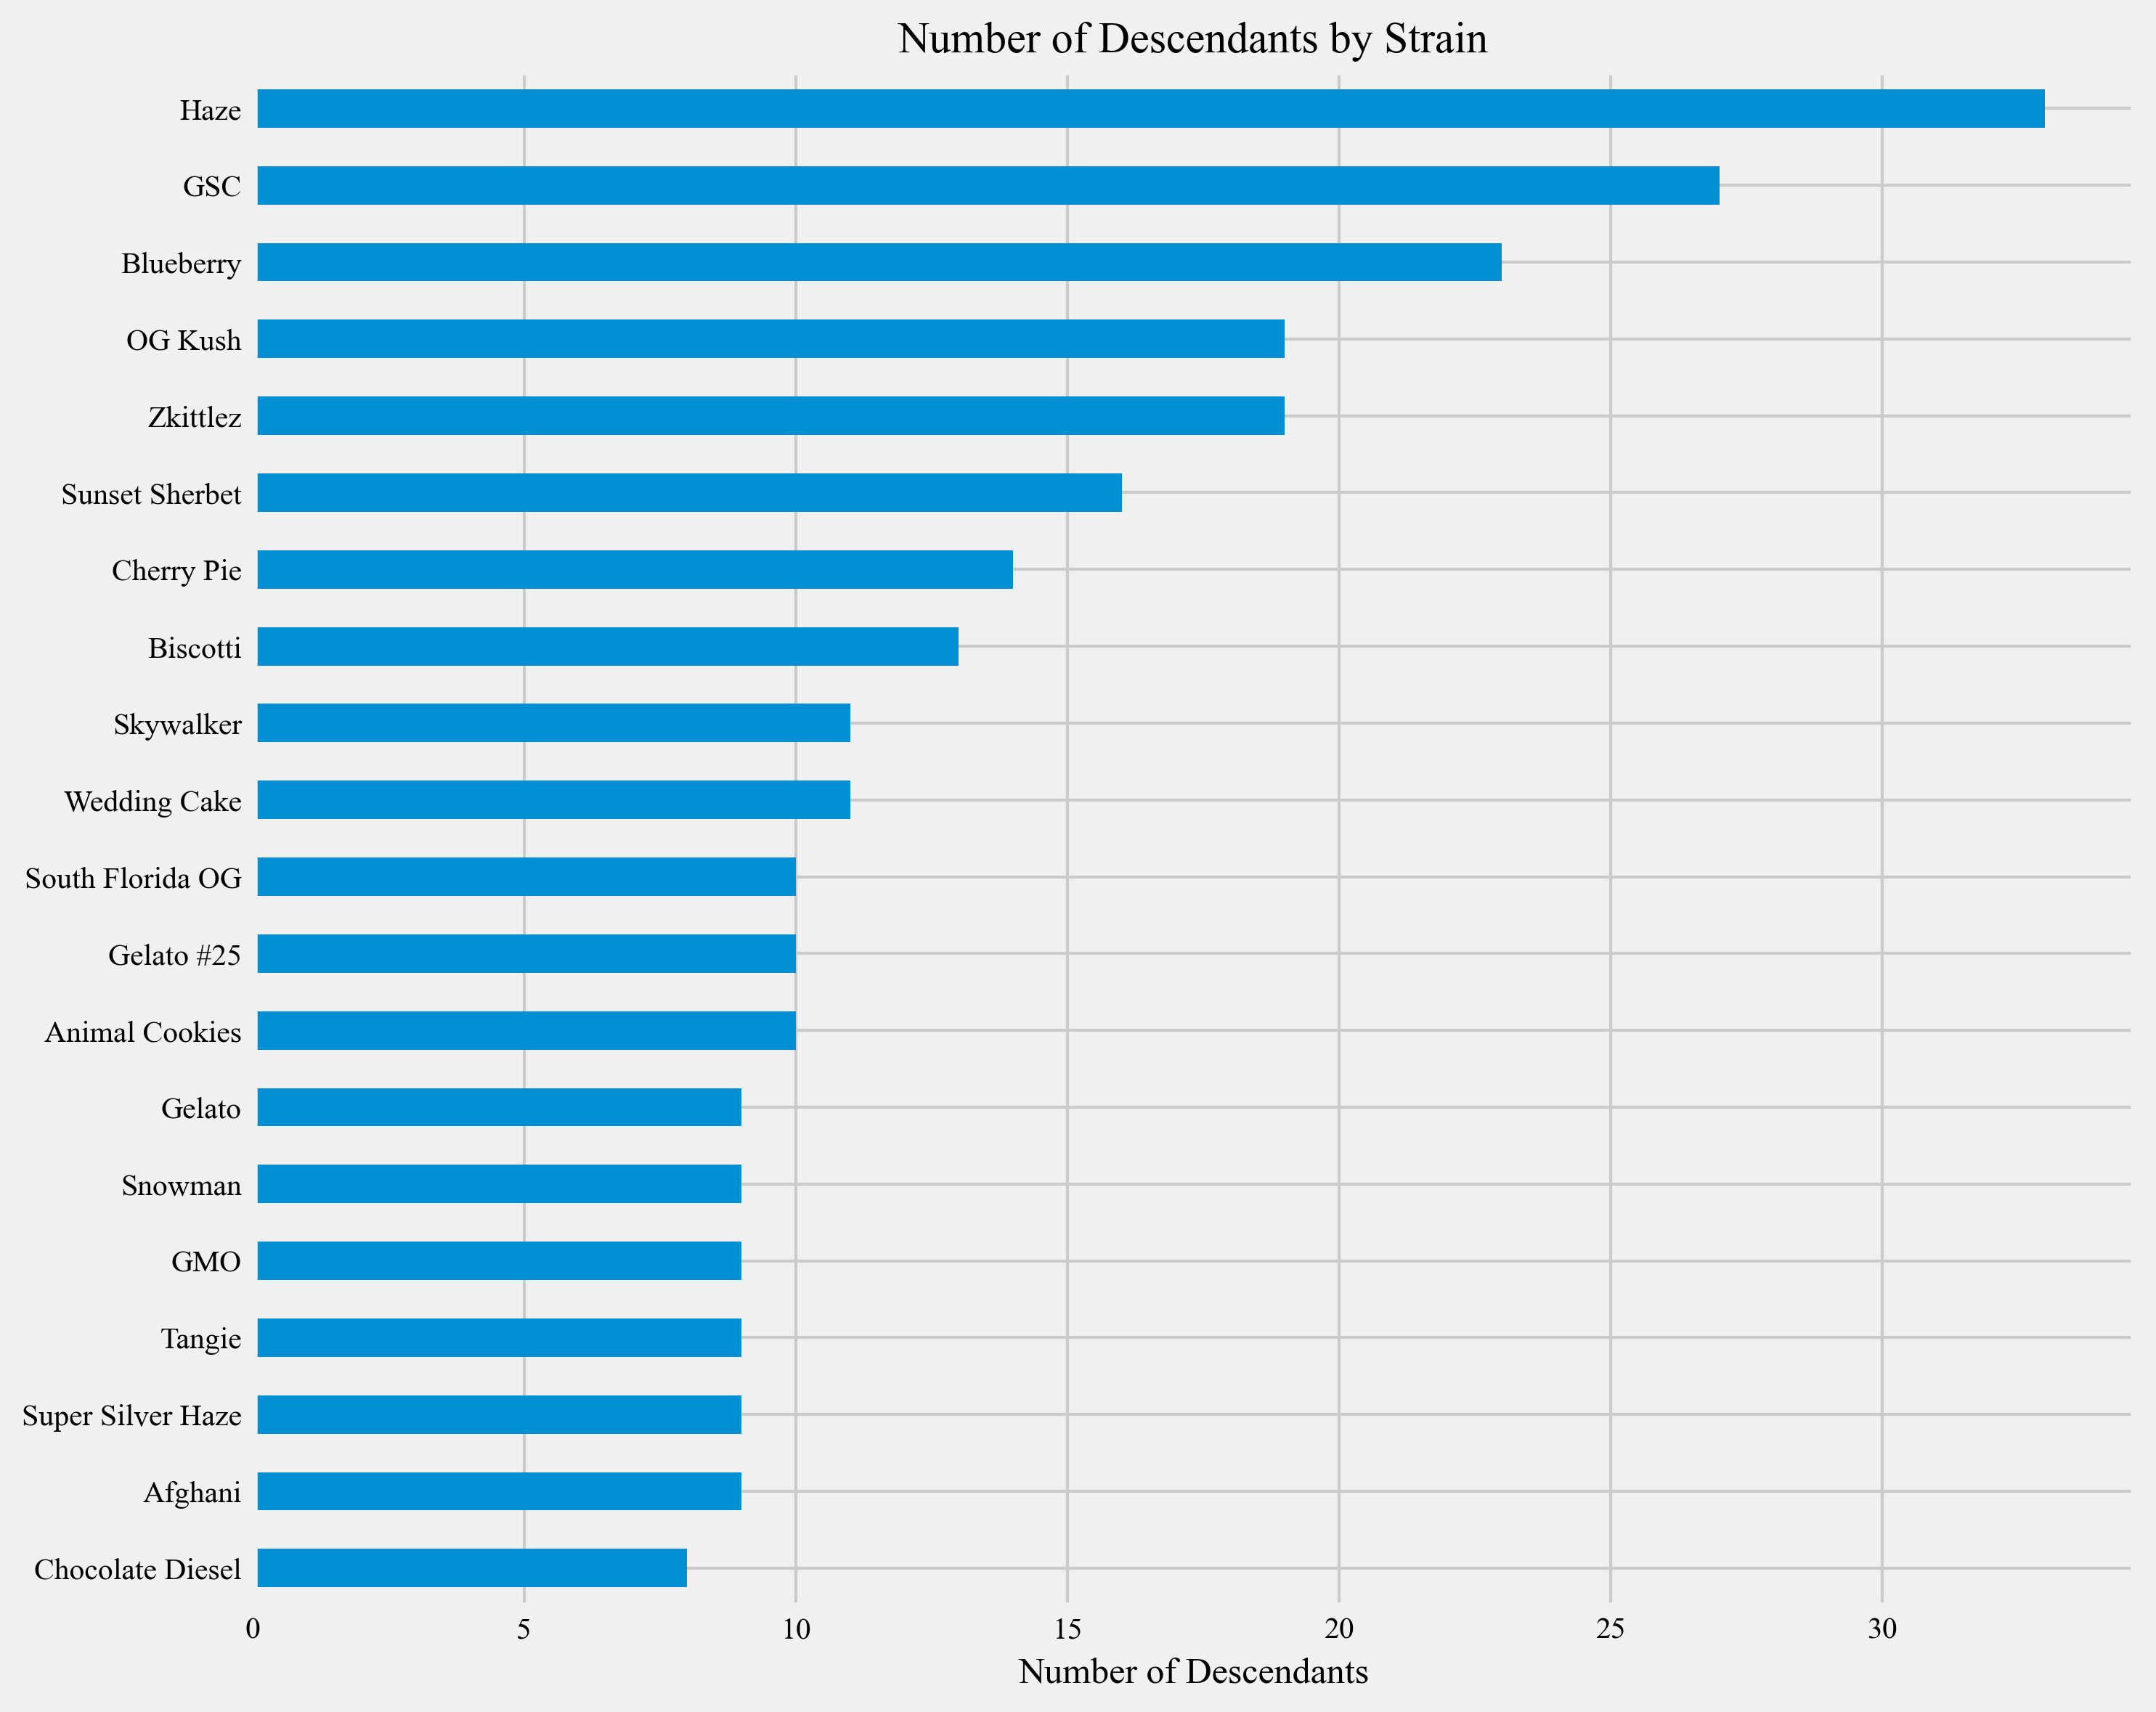 Number of Descendants by Strain
Haze
GSC
Blueberry
OG Kush
Zkittlez
Sunset Sherbet
Cherry Pie
Biscotti
Skywalker
Wedding Cake
South Florida OG
Gelato #25
Animal Cookies
Gelato
Snowman
GMO
Tangie
Super Silver Haze
Afghani
Chocolate Diesel
0 5 10 15 20 25 30
Number of Descendants